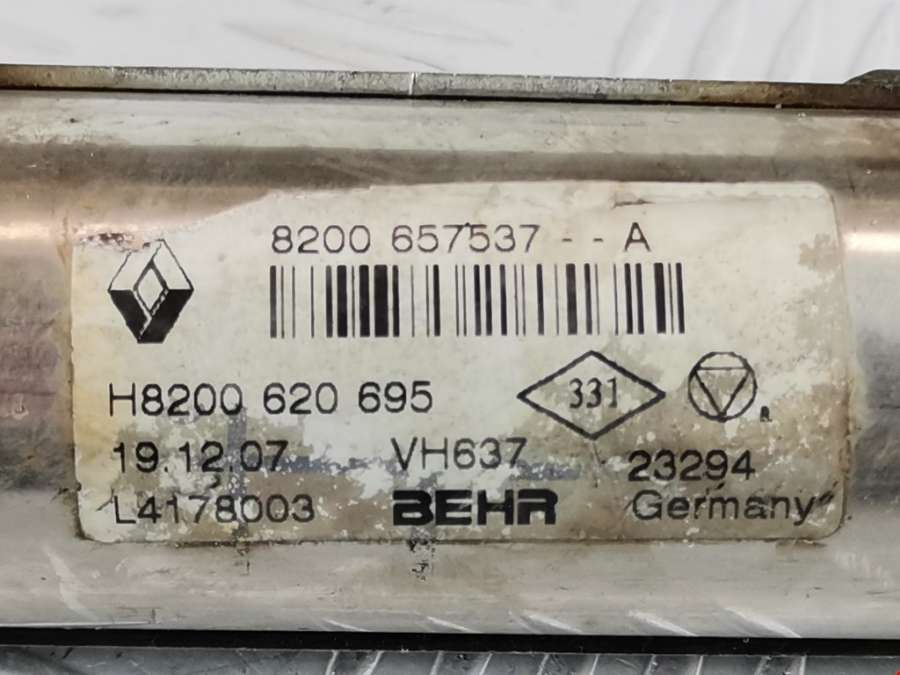 8200 657537 - - A
H8200 620 695
331
19.12.07 VH637 23294
L4178003 BEHR Germany